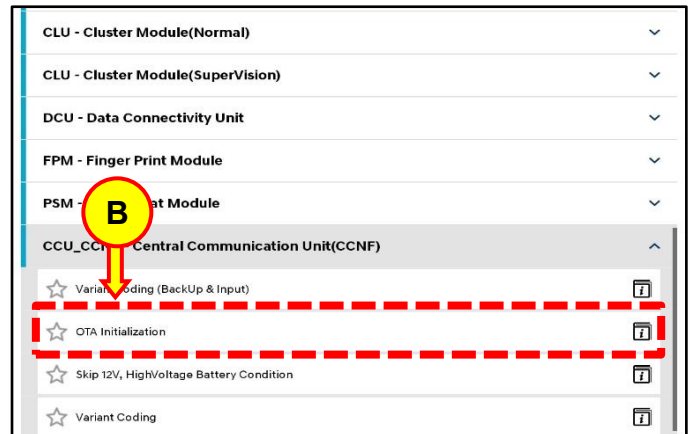 CLU - Cluster Module(Normal)
CLU - Cluster Module(SuperVision)
DCU - Data Connectivity Unit
FPM - Finger Print Module
PSM - at Module
B
CCU_CC - Central Communication Unit(CCNF)
Variant oding (BackUp & Input)
OTA Initialization
Skip 12V, HighVoltage Battery Condition
Variant Coding